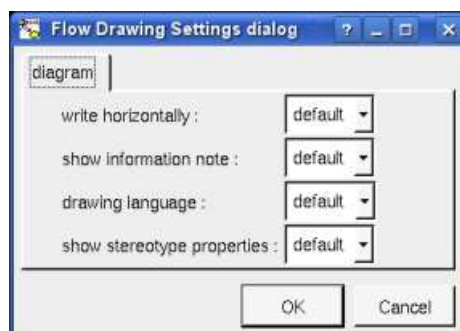 Flow Drawing Settings dialog
diagram
write horizontally : default
show information note : default
drawing language : default
show stereotype properties : default
OK Cancel